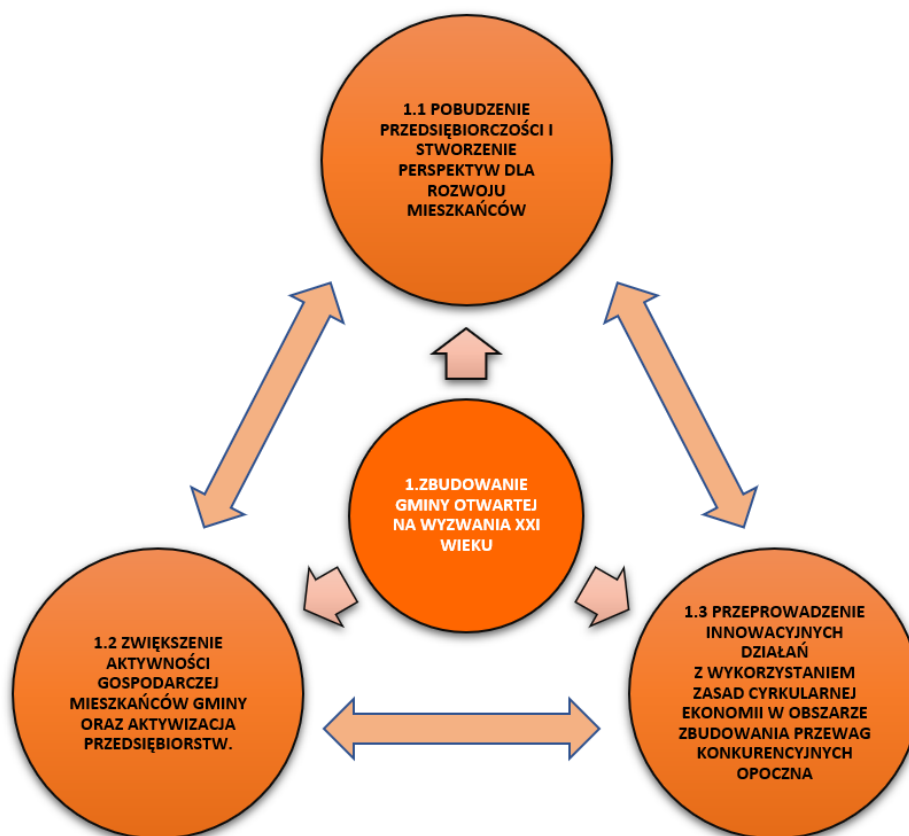 1.1 POBUDZENIE
PRZEDSIĘBIORCZOŚCI I
STWORZENIE
PERSPEKTYW DLA
ROZWOJU
MIESZKAŃCÓW
1.ZBUDOWANIE
GMINY OTWARTEJ
NA WYZWANIA XXI
WIEKU
1.2 ZWIĘKSZENIE
AKTYWNOŚCI
GOSPODARCZEJ
MIESZKAŃCÓW GMINY
ORAZ AKTYWIZACJA
PRZEDSIĘBIORSTW.
1.3 PRZEPROWADZENIE
INNOWACYJNYCH
DZIAŁAŃ
Z WYKORZYSTANIEM
ZASAD CYRKULARNEJ
EKONOMII W OBSZARZE
ZBUDOWANIA PRZEWAG
KONKURENCYJNYCH
OPOCZNA